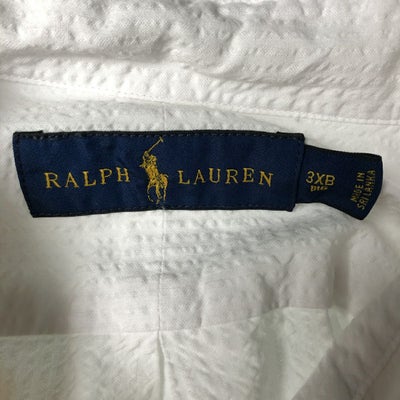 RALPH LAUREN
3XB
MADE IN
SRI LANKA